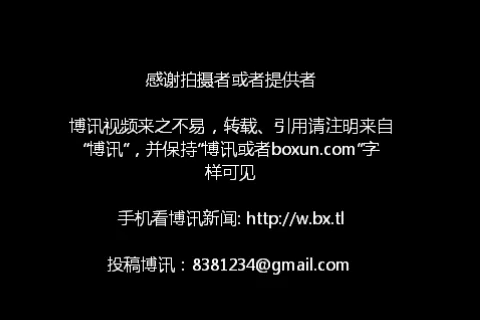 感谢拍摄者或者提供者
博讯视频来之不易，转载、引用请注明来自
“博讯”，并保持“博讯或者boxun.com”字
样可见
手机看博讯新闻: http://w.bx.tl
投稿博讯：8381234@gmail.com